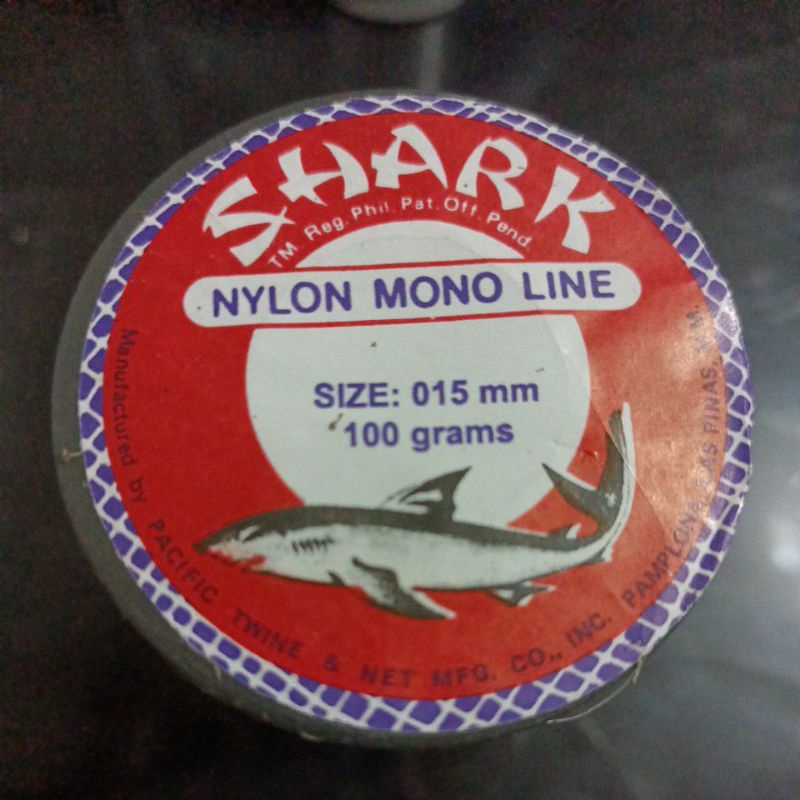 SHARK
TM Reg. Phil. Pat. Off. Pend.
NYLON MONO LINE
SIZE: 015 mm
100 grams
Manufactured by PACIFIC TWINE & NET MFG. CO., INC. PAMPLONA, LAS PINAS, M.M.